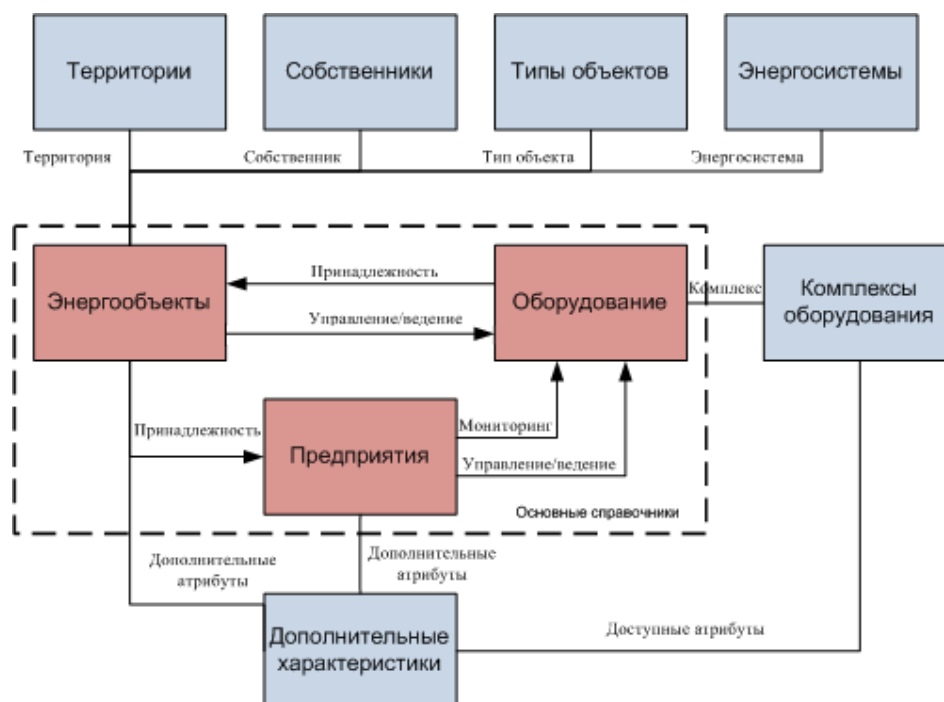 Территории
Собственники
Типы объектов
Энергосистемы
Территория
Собственник
Тип объекта
Энергосистема
Энергообъекты
Принадлежность
Управление/ведение
Оборудование
Комплекс
Комплексы
оборудования
Принадлежность
Предприятия
Мониторинг
Управление/ведение
Основные справочники
Дополнительные
атрибуты
Дополнительные
атрибуты
Дополнительные
характеристики
Доступные атрибуты